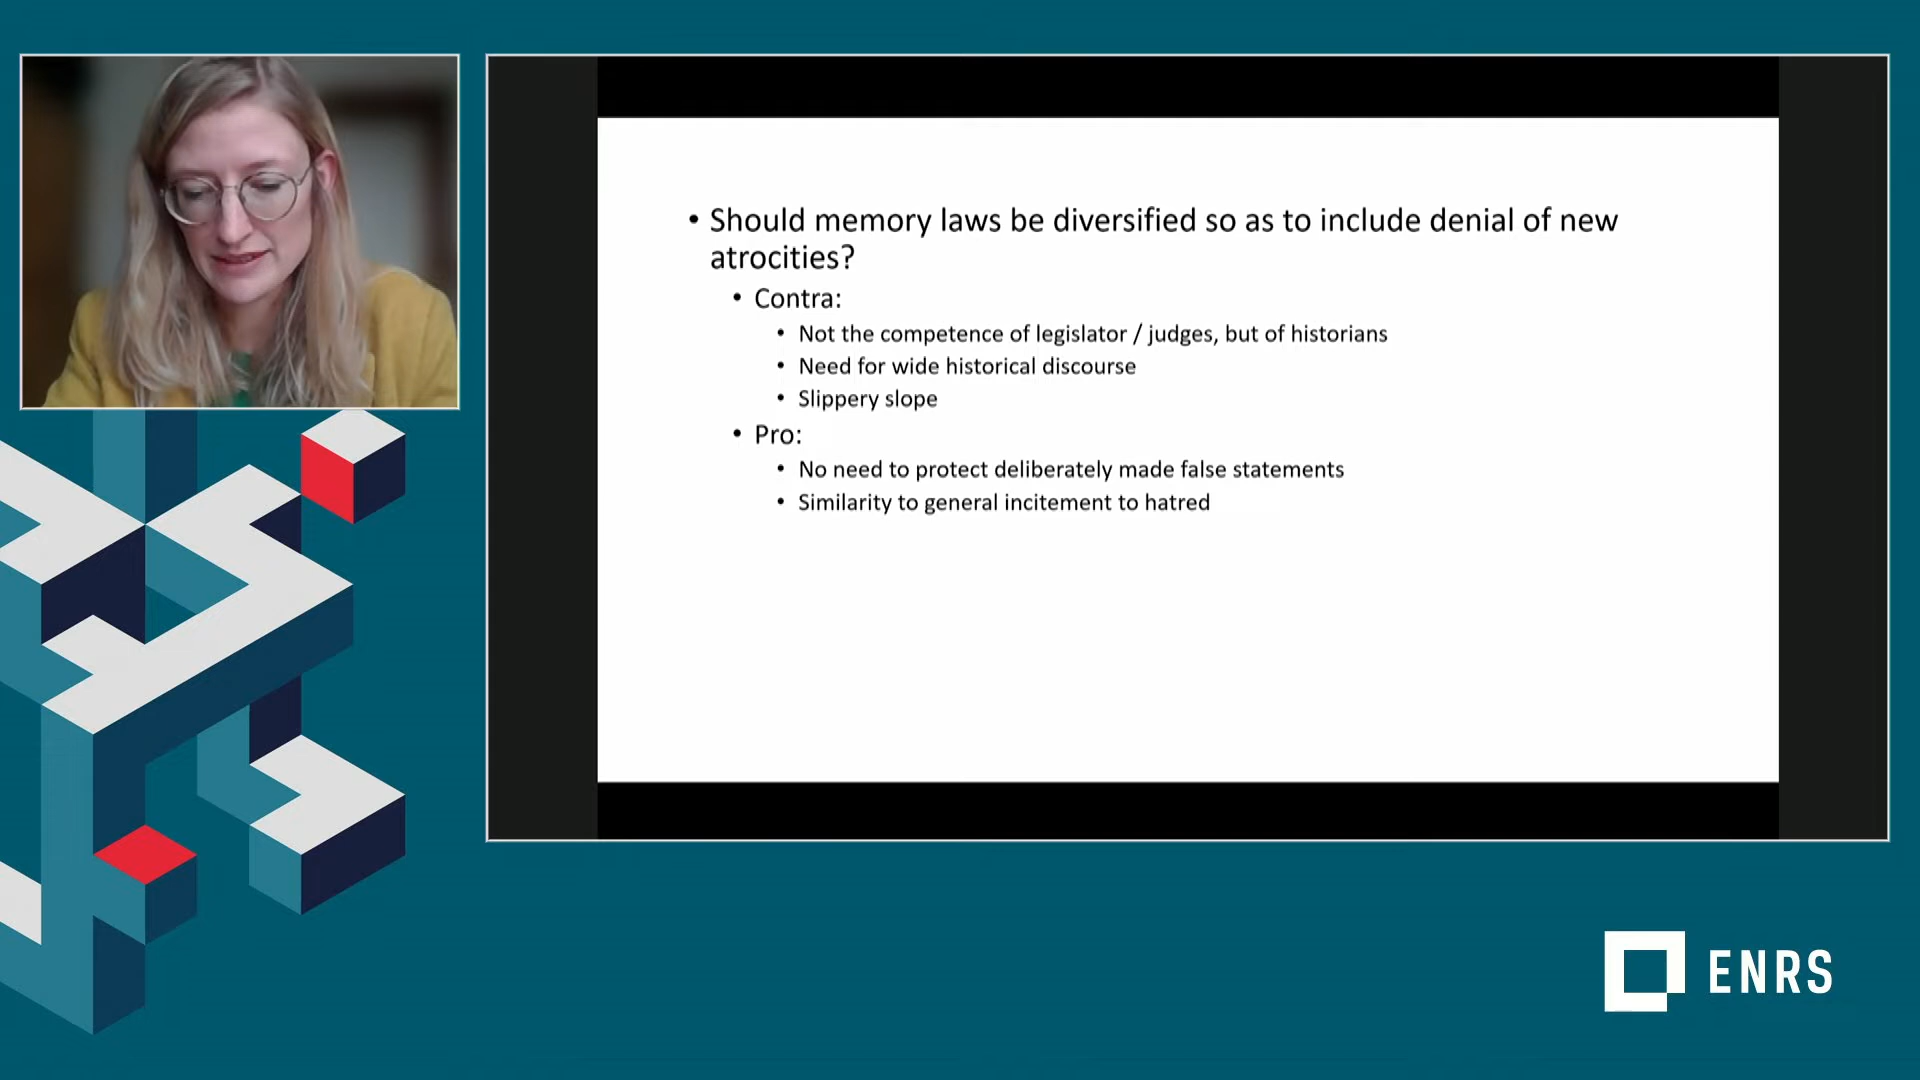 • Should memory laws be diversified so as to include denial of new
atrocities?
• Contra:
• Not the competence of legislator / judges, but of historians
• Need for wide historical discourse
• Slippery slope
• Pro:
• No need to protect deliberately made false statements
• Similarity to general incitement to hatred
ENRS